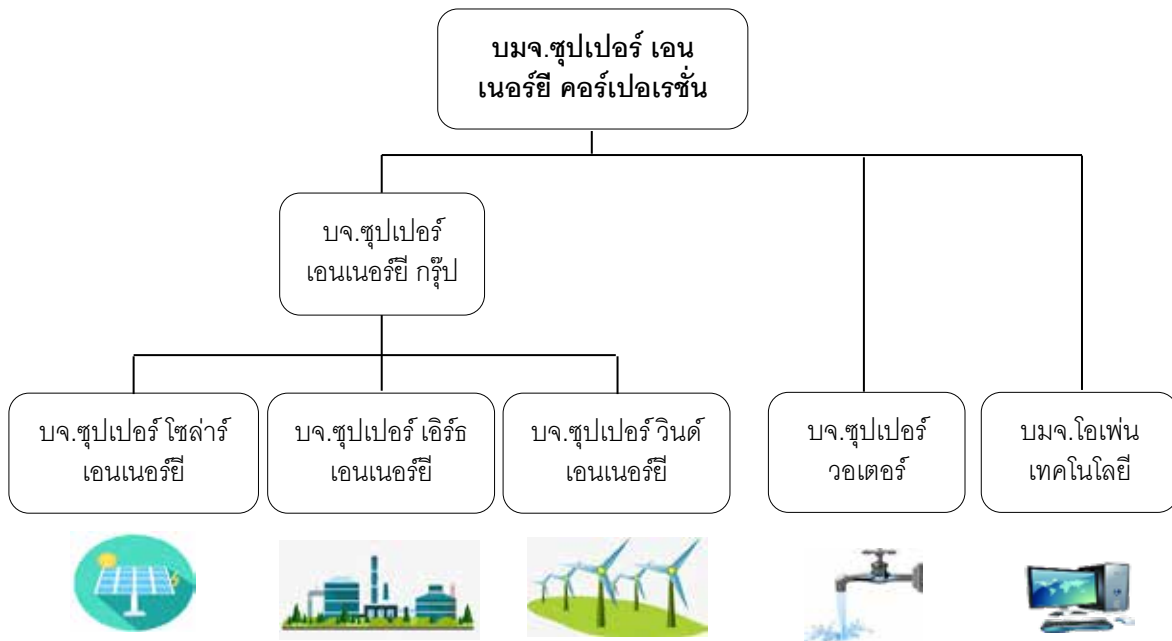 บมจ.ซุปเปอร์ เอน
เนอร์ยี คอร์เปอเรชั่น
บจ.ซุปเปอร์
เอนเนอร์ยี กรุ๊ป
บจ.ซุปเปอร์ โซล่าร์
เอนเนอร์ยี
บจ.ซุปเปอร์ เอิร์ธ
เอนเนอร์ยี
บจ.ซุปเปอร์ วินด์
เอนเนอร์ยี
บจ.ซุปเปอร์
วอเตอร์
บมจ.โอเพ่น
เทคโนโลยี